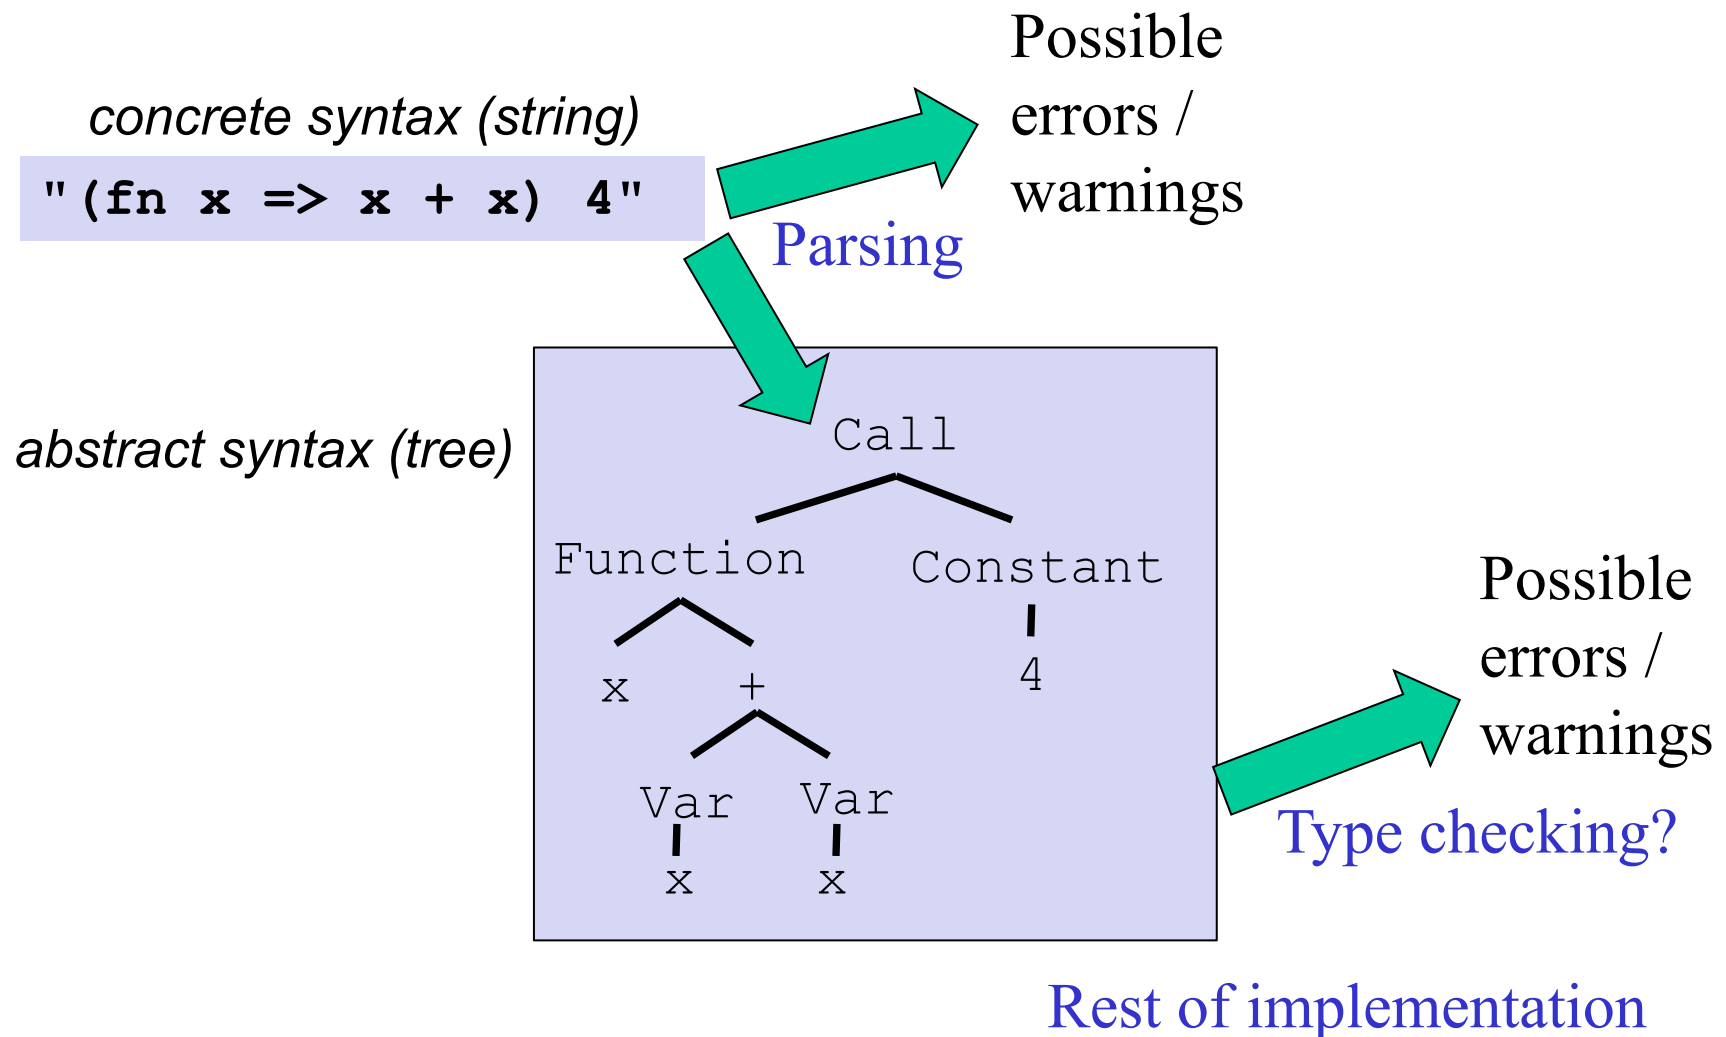 concrete syntax (string)
"(fn x => x + x) 4"
Possible
errors /
warnings
Parsing
abstract syntax (tree)
Call
Function Constant
x + 4
Var Var
x x
Possible
errors /
warnings
Type checking?
Rest of implementation